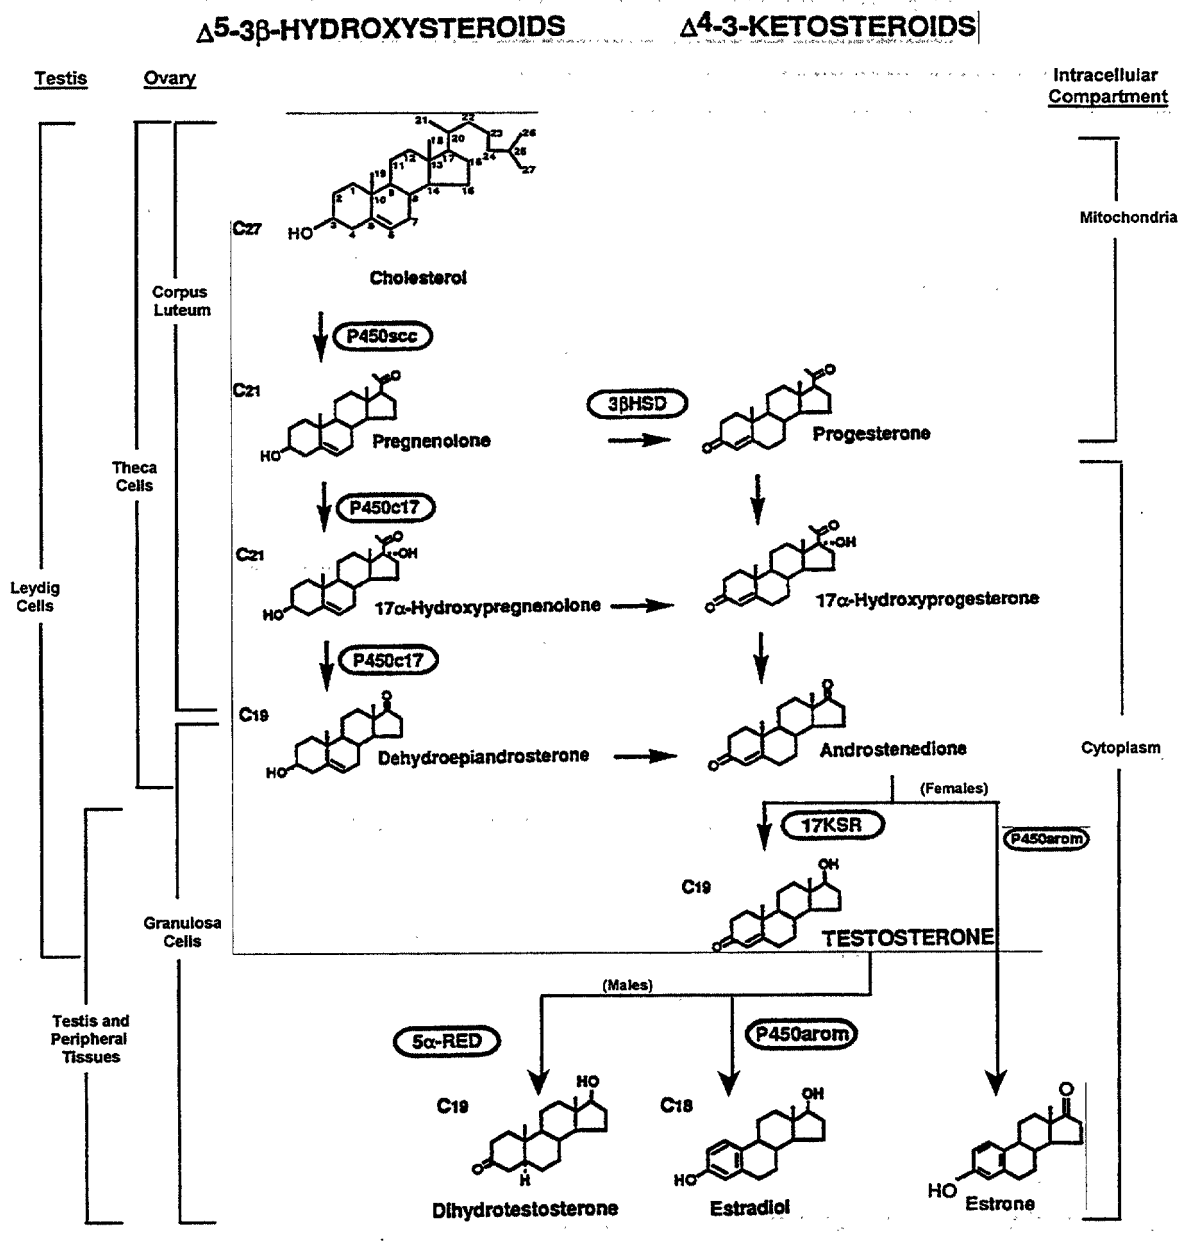 Δ5-3β-HYDROXYSTEROIDS
Δ4-3-KETOSTEROIDS
Testis
Ovary
Intracellular
Compartment
21
22
18
20
23
26
24
25
27
12
17
16
11
13
19
1
9
14
15
2
10
8
3
4
5
6
7
HO
C27
Cholesterol
Mitochondria
Corpus
Luteum
P450scc
C21
O
HO
Pregnenolone
3βHSD
O
O
Progesterone
Theca
Cells
P450c17
C21
O
OH
HO
17α-Hydroxypregnenolone
O
OH
O
17α-Hydroxyprogesterone
Leydig
Cells
P450c17
C19
O
HO
Dehydroepiandrosterone
O
O
Androstenedione
Cytoplasm
(Females)
17KSR
P450arom
C19
OH
O
TESTOSTERONE
Granulosa
Cells
(Males)
Testis and
Peripheral
Tissues
5α-RED
P450arom
C19
HO
O
H
Dihydrotestosterone
C18
OH
HO
Estradiol
O
HO
Estrone